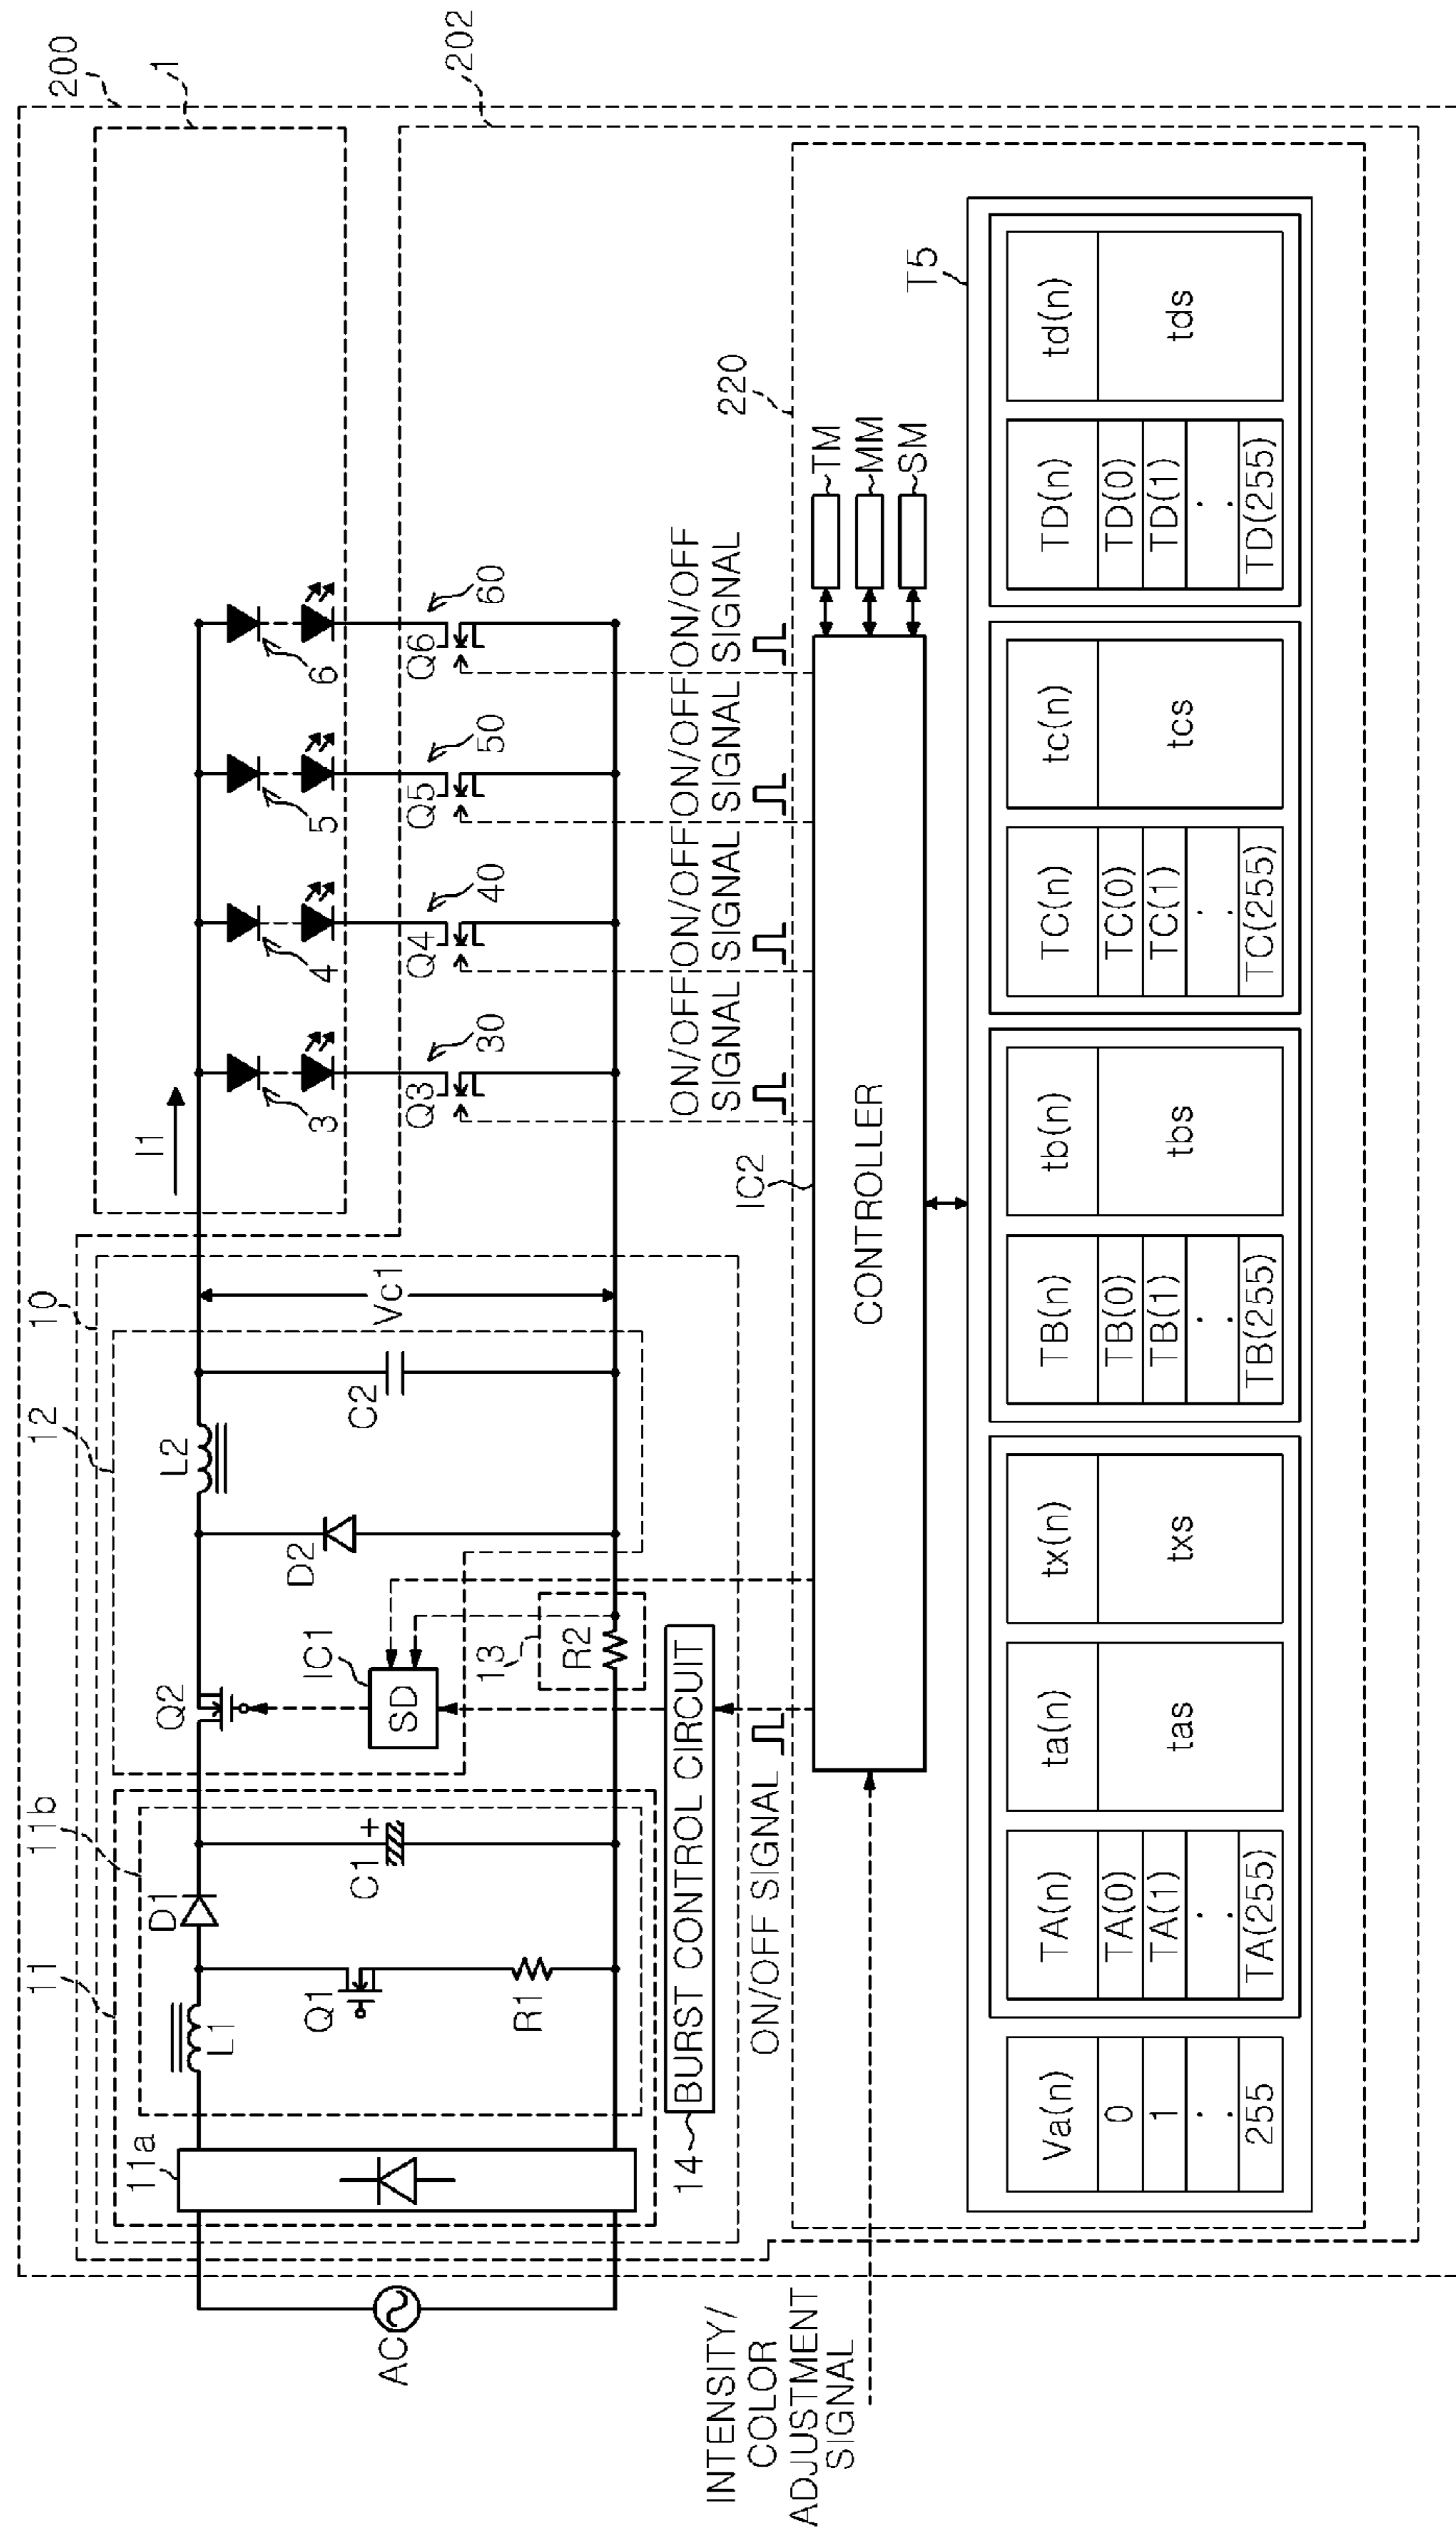 200
1
202
10
12
11
11b
11a
I1
L1
D1
Q1
R1
C1
+
Q2
IC1
SD
D2
L2
C2
Vc1
13
R2
AC
3
4
5
6
Q3
30
Q4
40
Q5
50
Q6
60
14
BURST CONTROL CIRCUIT
ON/OFF SIGNAL
ON/OFF
SIGNAL
ON/OFF
SIGNAL
ON/OFF
SIGNAL
ON/OFF
SIGNAL
220
IC2
CONTROLLER
TM
MM
SM
INTENSITY/
COLOR
ADJUSTMENT
SIGNAL
T5
Va(n)
0
1
255
TA(n)
TA(0)
TA(1)
TA(255)
ta(n)
tas
tx(n)
txs
TB(n)
TB(0)
TB(1)
TB(255)
tb(n)
tbs
TC(n)
TC(0)
TC(1)
TC(255)
tc(n)
tcs
TD(n)
TD(0)
TD(1)
TD(255)
td(n)
tds